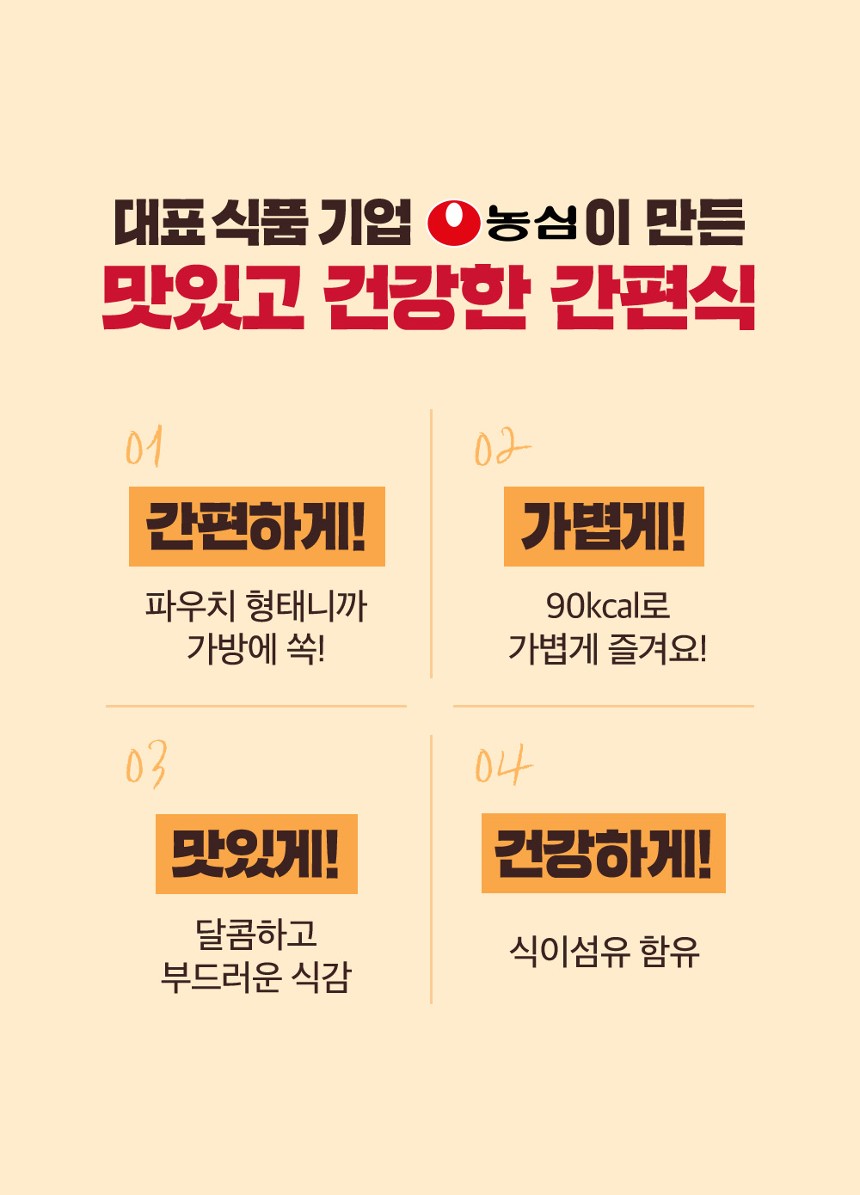 대표 식품 기업 농심이 만든
맛있고 건강한 간편식
01
간편하게!
파우치 형태니까
가방에 쏙!
02
가볍게!
90kcal로
가볍게 즐겨요!
03
맛있게!
달콤하고
부드러운 식감
04
건강하게!
식이섬유 함유